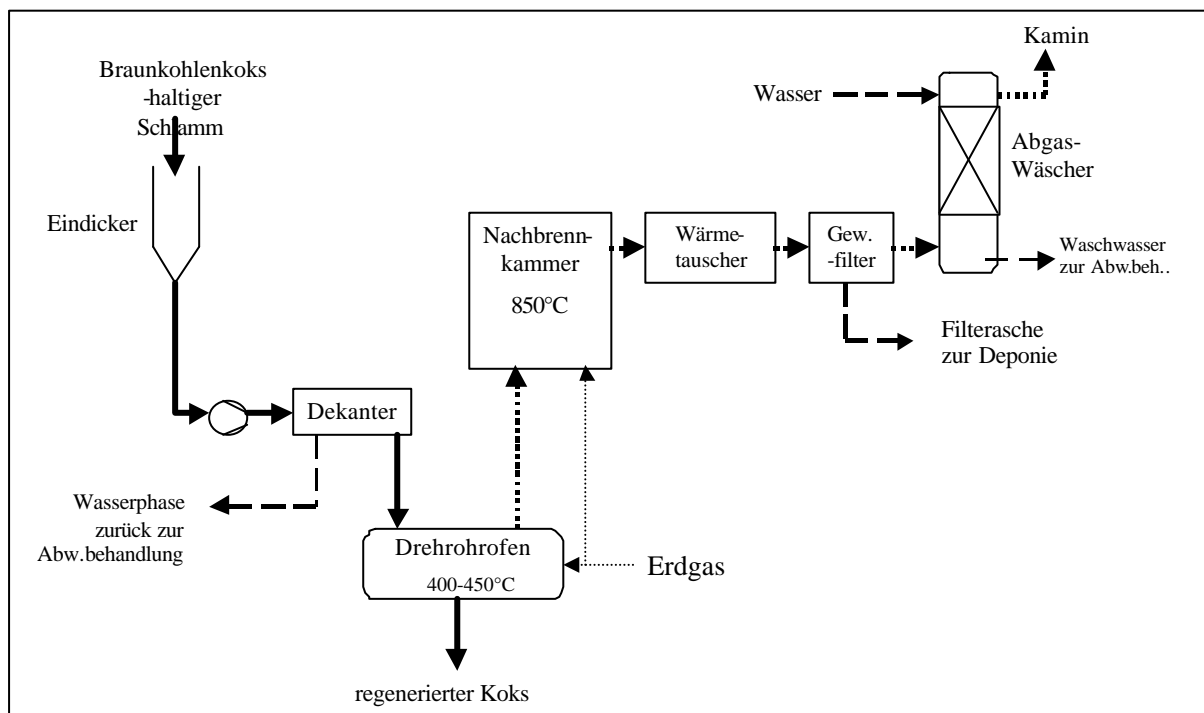 Braunkohlenkoks
-haltiger
Schlamm
Eindicker
Wasser
Kamin
Abgas-
Wäscher
Nachbrenn-
kammer
850°C
Wärme-
tauscher
Gew.
-filter
Waschwasser
zur Abw.beh..
Filterasche
zur Deponie
Dekanter
Wasserphase
zurück zur
Abw.behandlung
Drehrohrofen
400-450°C
Erdgas
regenerierter Koks